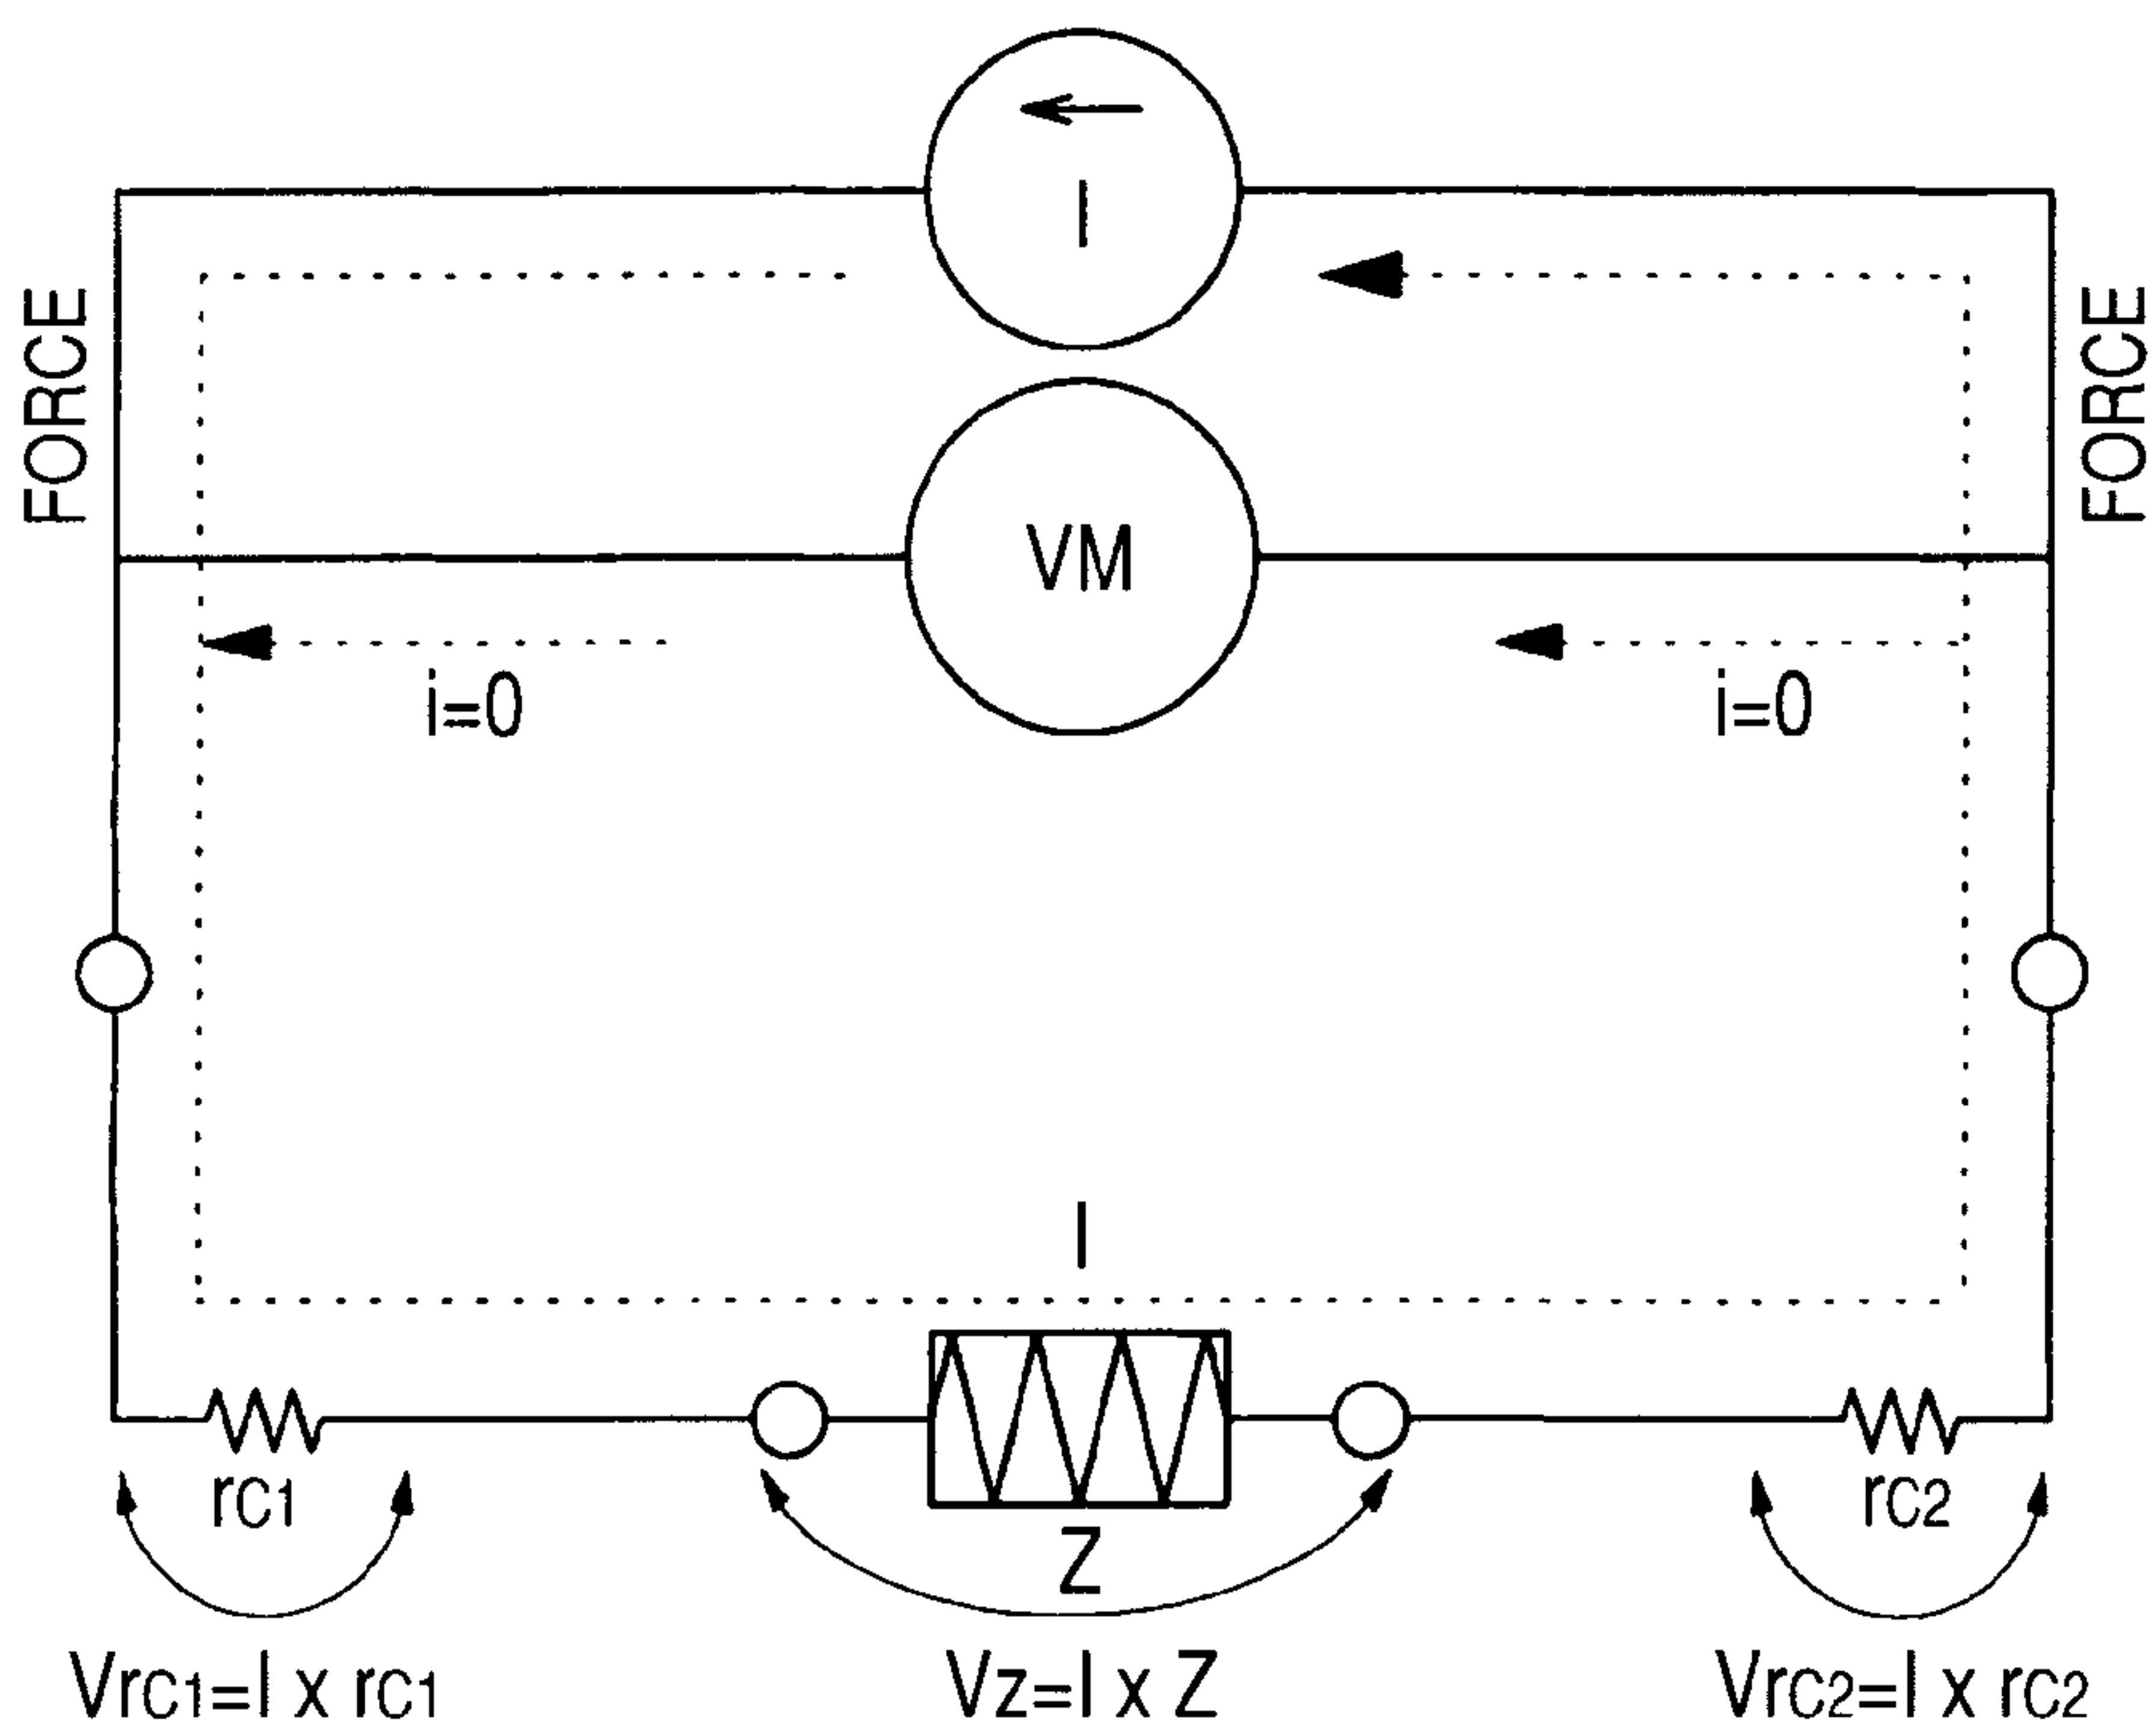 I
FORCE
FORCE
VM
i=0
i=0
I
rC1
Z
rC2
VrC1=I x rC1
Vz=I x Z
VrC2=I x rC2